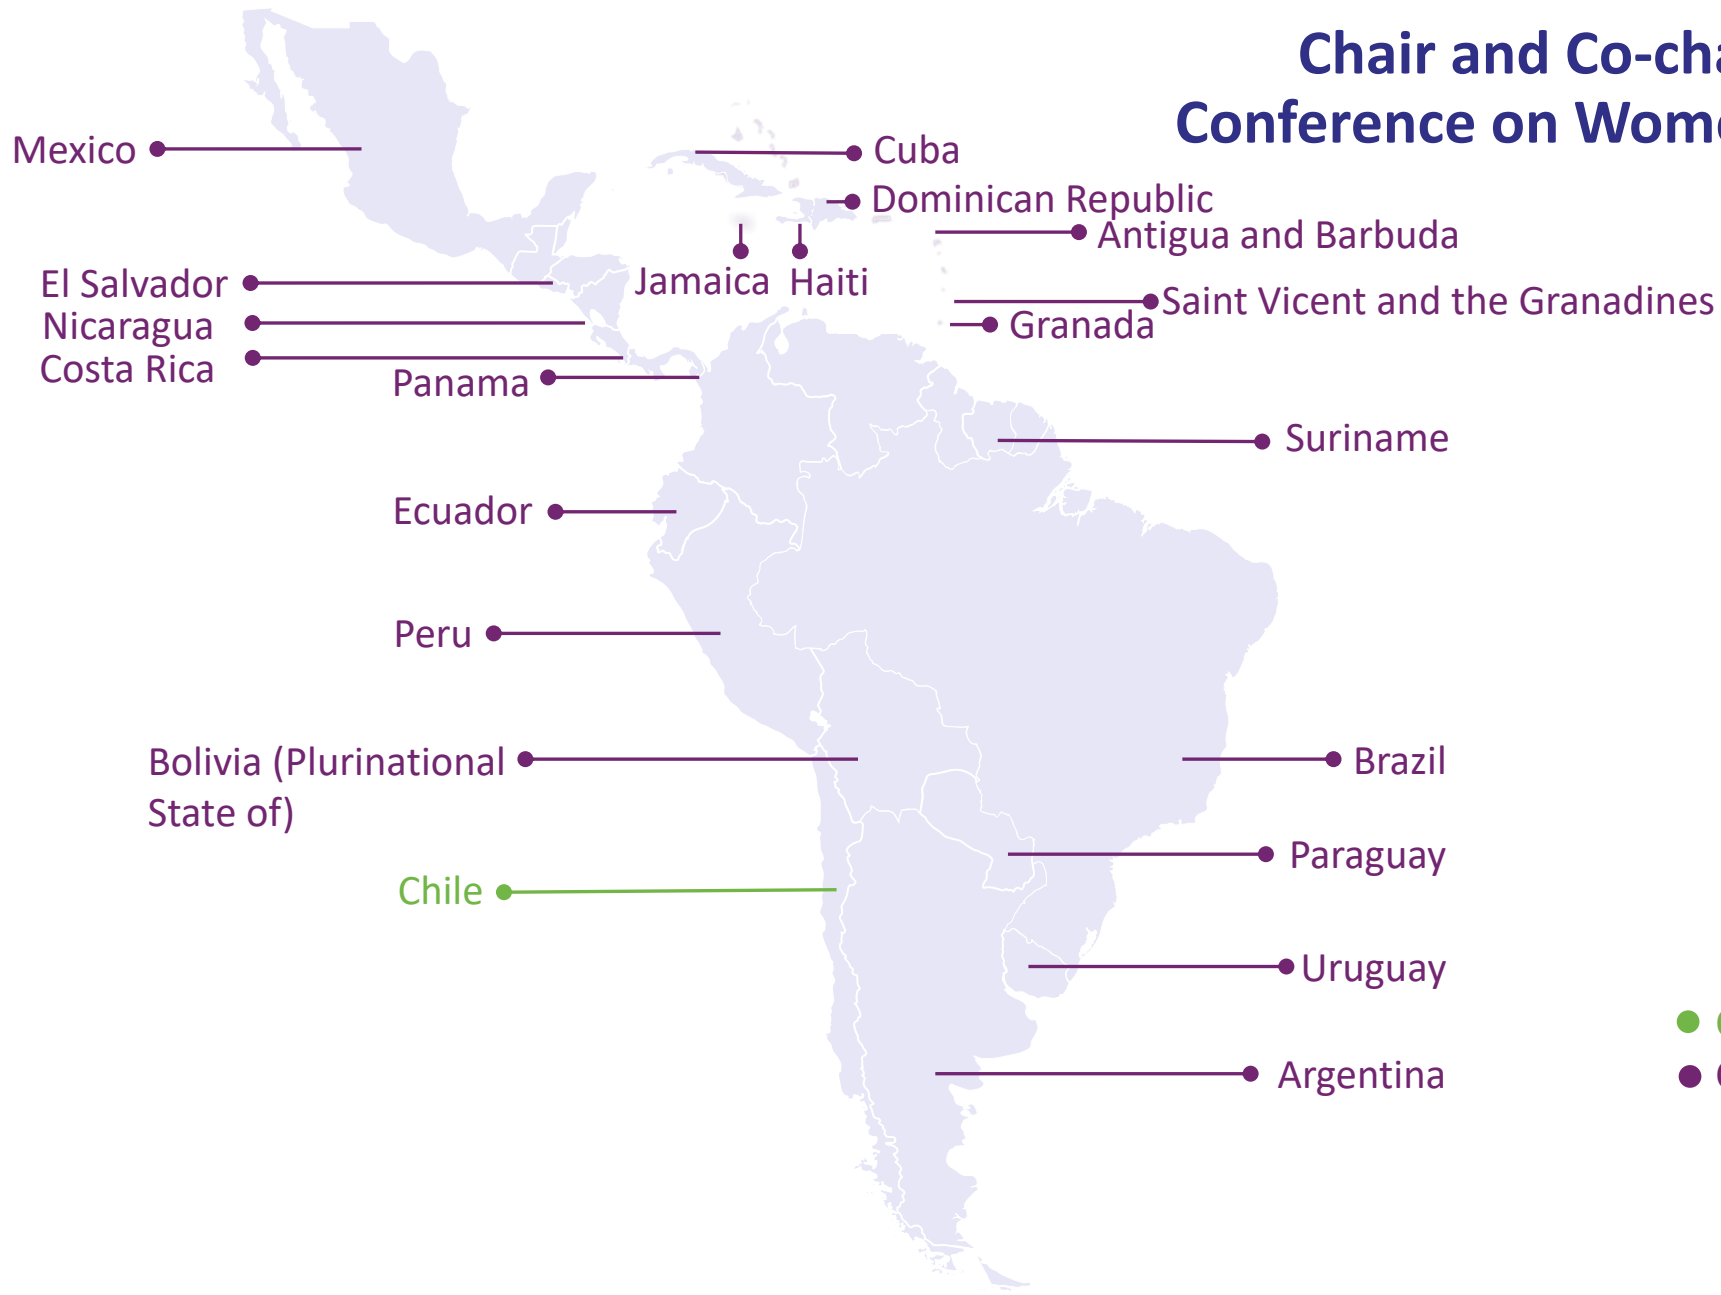 Chair and Co-cha
Conference on Wom
Mexico
Cuba
Dominican Republic
Antigua and Barbuda
El Salvador
Jamaica Haiti
Saint Vicent and the Granadines
Nicaragua
Granada
Costa Rica
Panama
Suriname
Ecuador
Peru
Bolivia (Plurinational
State of)
Brazil
Paraguay
Chile
Uruguay
Argentina